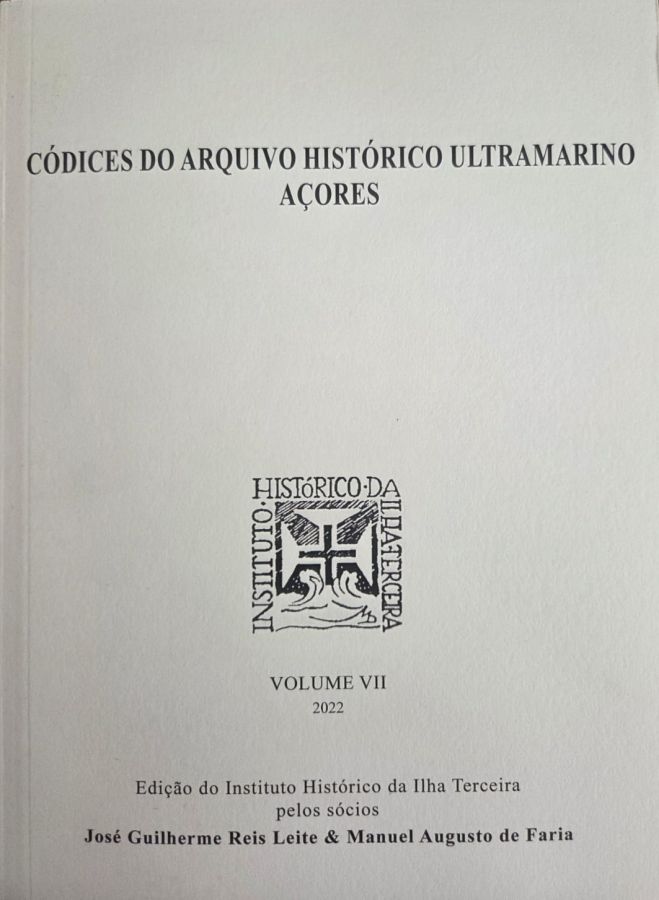 CÓDICES DO ARQUIVO HISTÓRICO ULTRAMARINO
AÇORES
INSTITUTO·HISTÓRICO·DA
ILHA·TERCEIRA
VOLUME VII
2022
Edição do Instituto Histórico da Ilha Terceira
pelos sócios
José Guilherme Reis Leite & Manuel Augusto de Faria